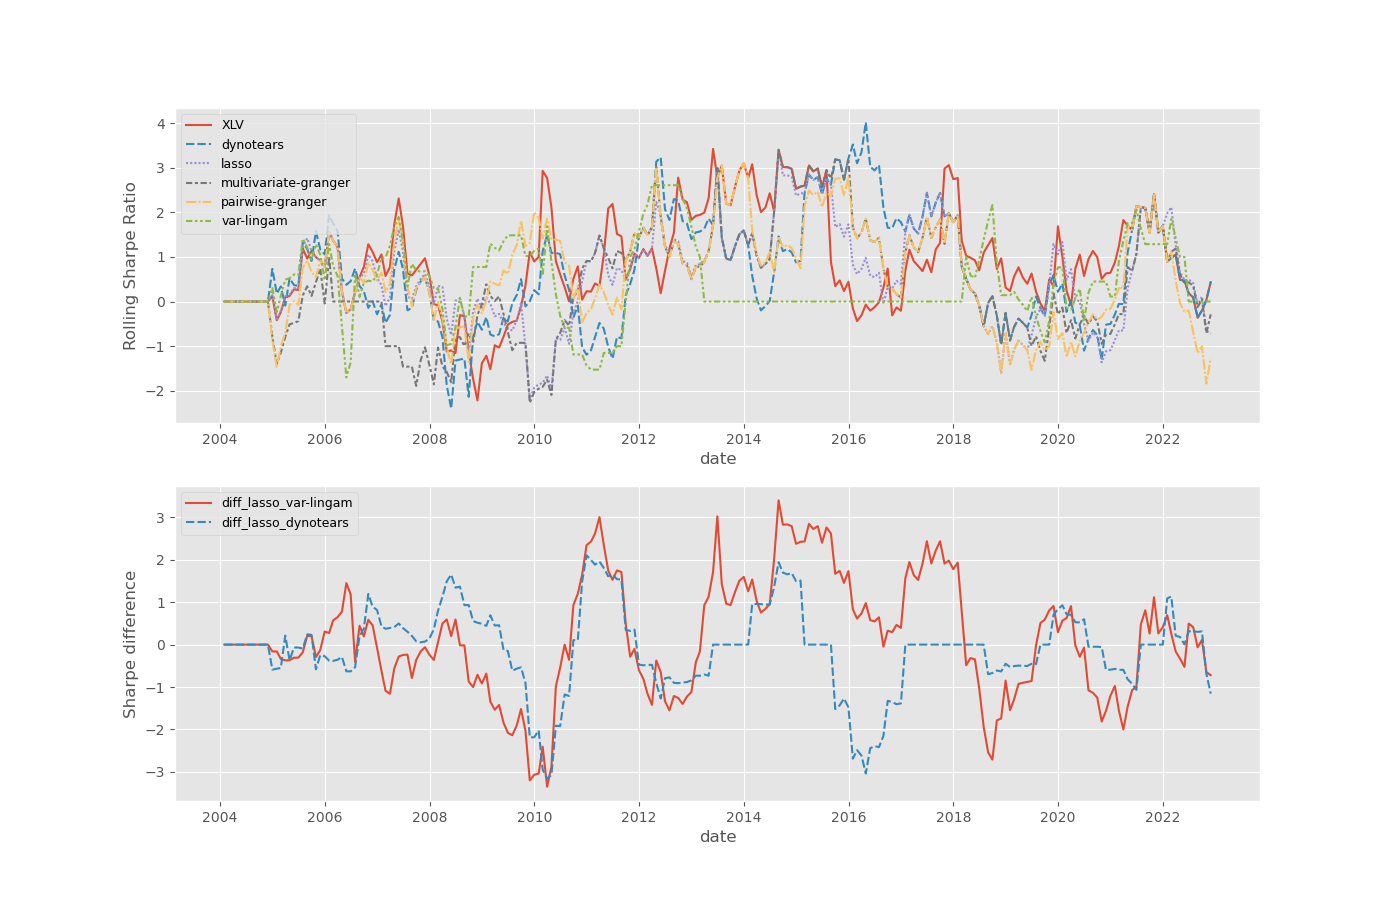 4
3
2
1
0
−1
−2
Rolling Sharpe Ratio
XLV
dynotears
lasso
multivariate-granger
pairwise-granger
var-lingam
2004 2006 2008 2010 2012 2014 2016 2018 2020 2022
date
3
2
1
0
−1
−2
−3
Sharpe difference
diff_lasso_var-lingam
diff_lasso_dynotears
2004 2006 2008 2010 2012 2014 2016 2018 2020 2022
date